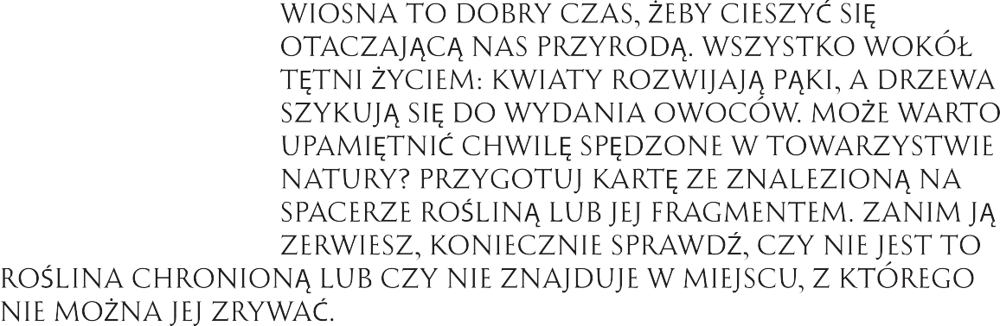 WIOSNA TO DOBRY CZAS, ŻEBY CIESZYĆ SIĘ
OTACZAJĄCĄ NAS PRZYRODĄ. WSZYSTKO WOKÓŁ
TĘTNI ŻYCIEM: KWIATY ROZWIJAJĄ PĄKI, A DRZEWA
SZYKUJĄ SIĘ DO WYDANIA OWOCÓW. MOŻE WARTO
UPAMIĘTNIĆ CHWILĘ SPĘDZONE W TOWARZYSTWIE
NATURY? PRZYGOTUJ KARTĘ ZE ZNALEZIONĄ NA
SPACERZE ROŚLINĄ LUB JEJ FRAGMENTEM. ZANIM JĄ
ZERWIESZ, KONIECZNIE SPRAWDŹ, CZY NIE JEST TO
ROŚLINA CHRONIONĄ LUB CZY NIE ZNAJDUJE W MIEJSCU, Z KTÓREGO
NIE MOŻNA JEJ ZRYWAĆ.